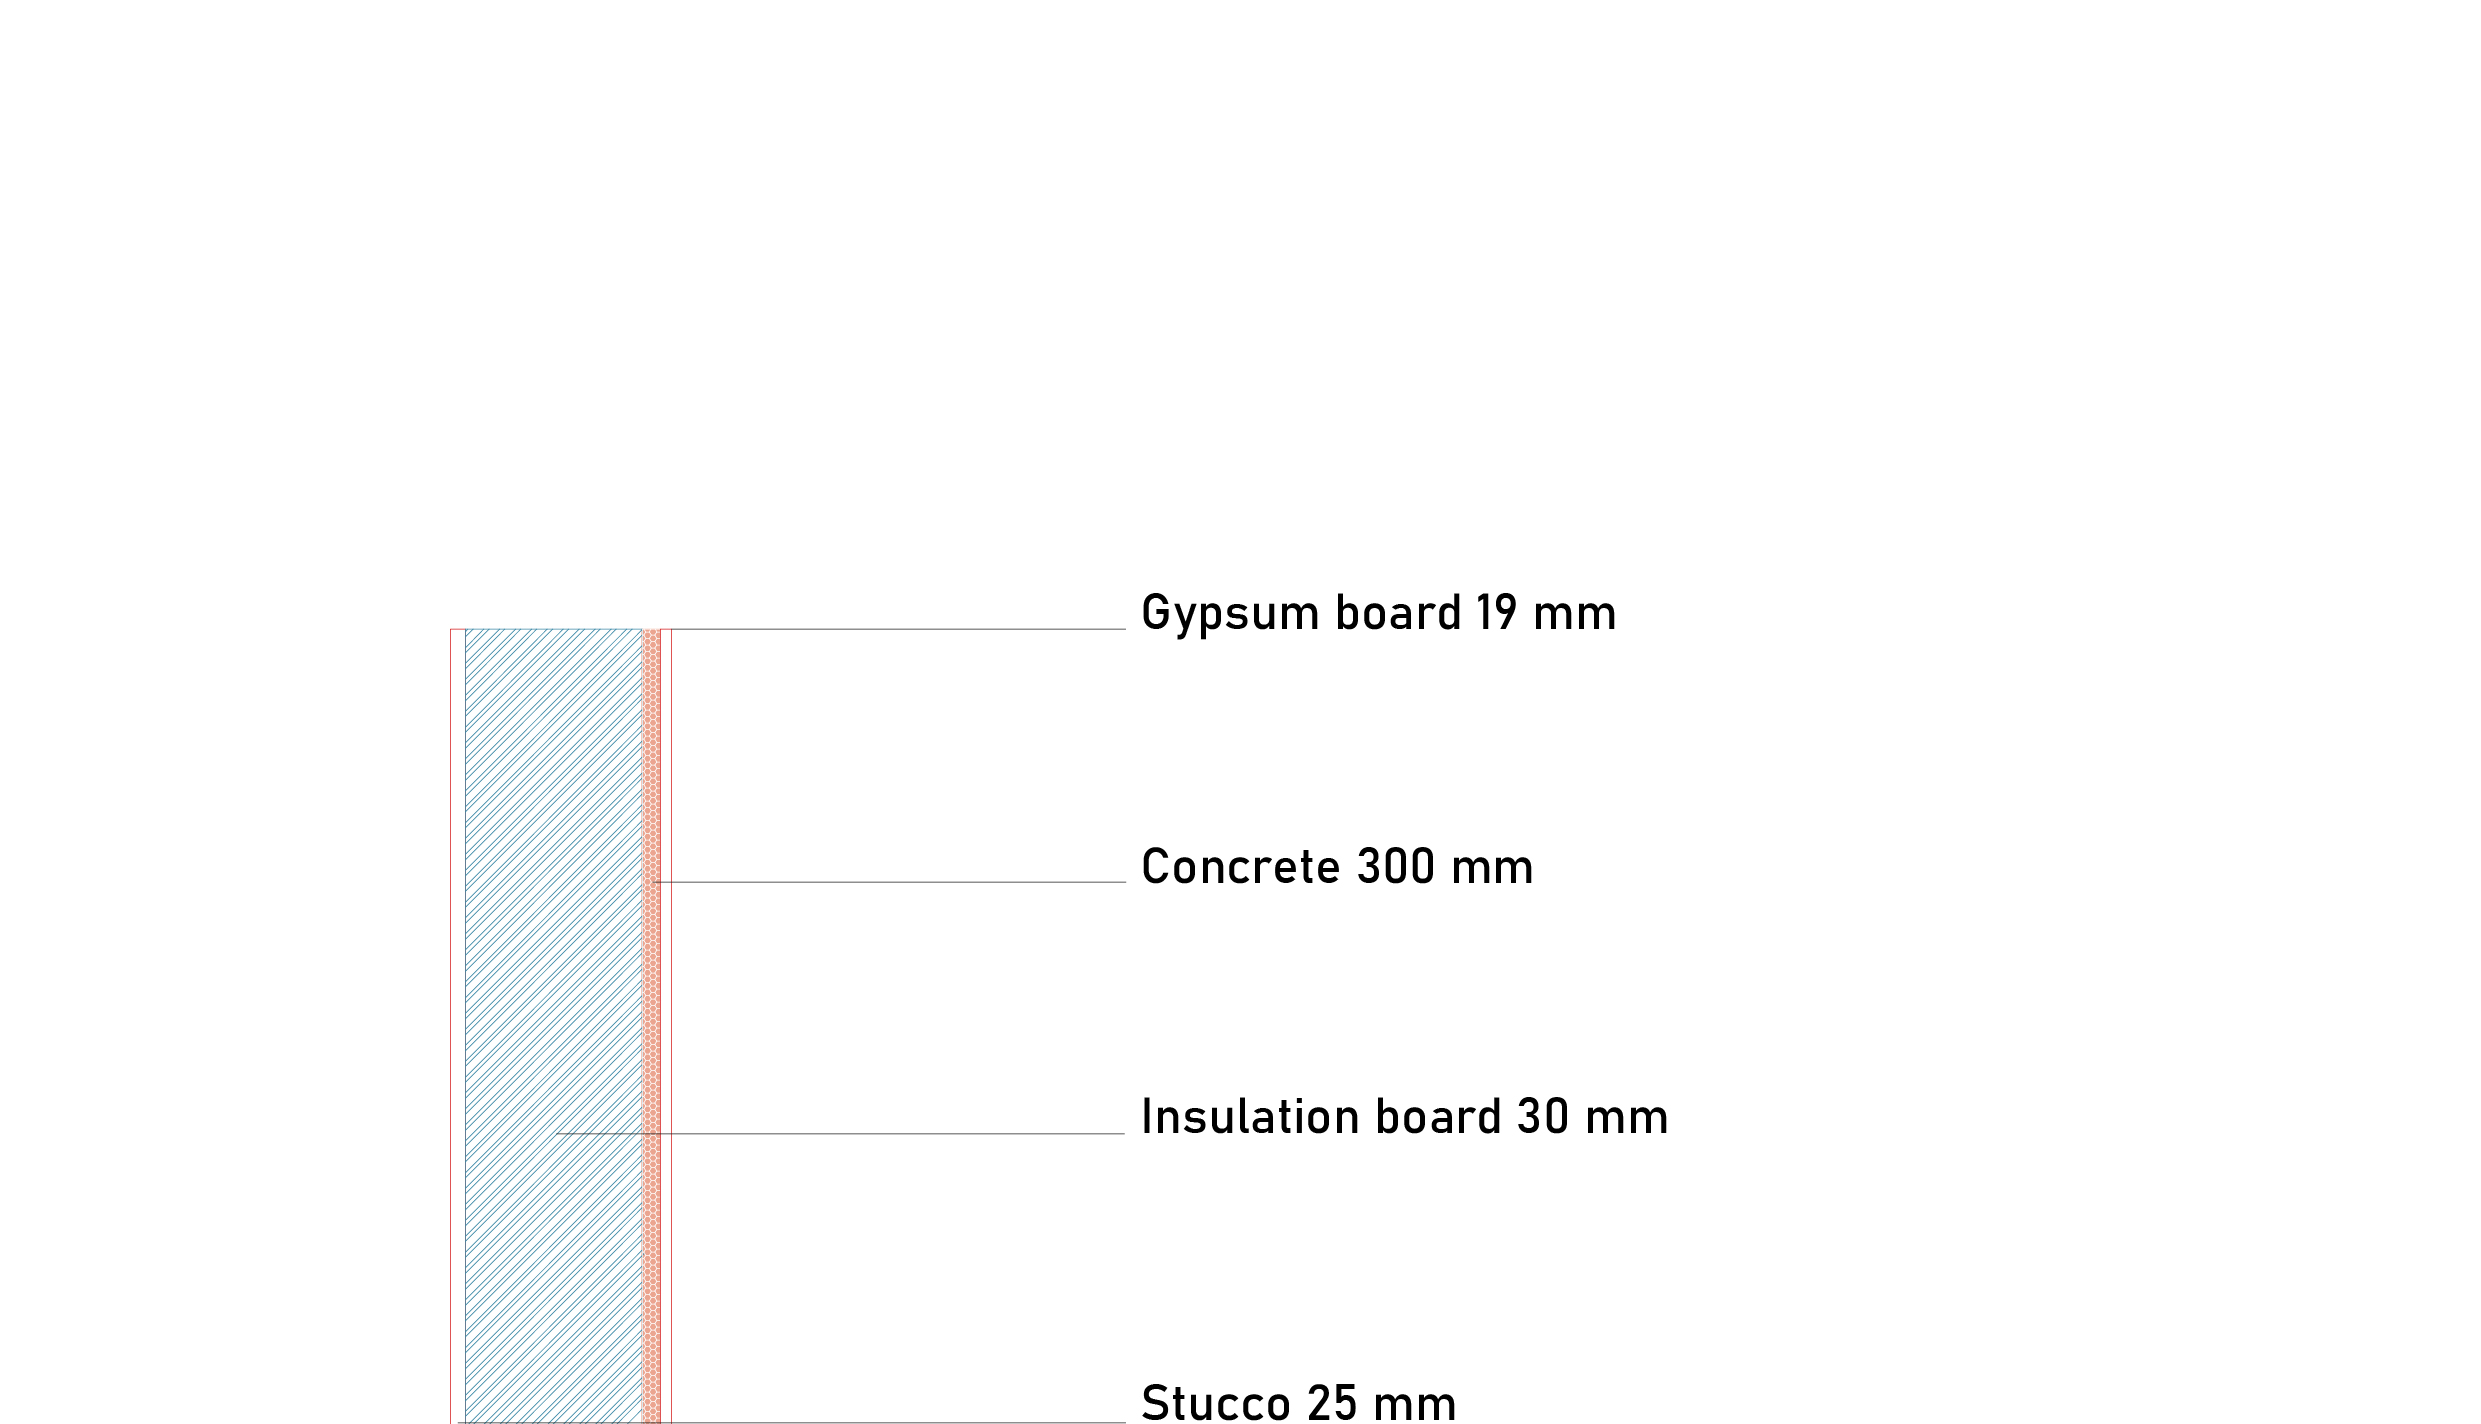 Gypsum board 19 mm
Concrete 300 mm
Insulation board 30 mm
Stucco 25 mm